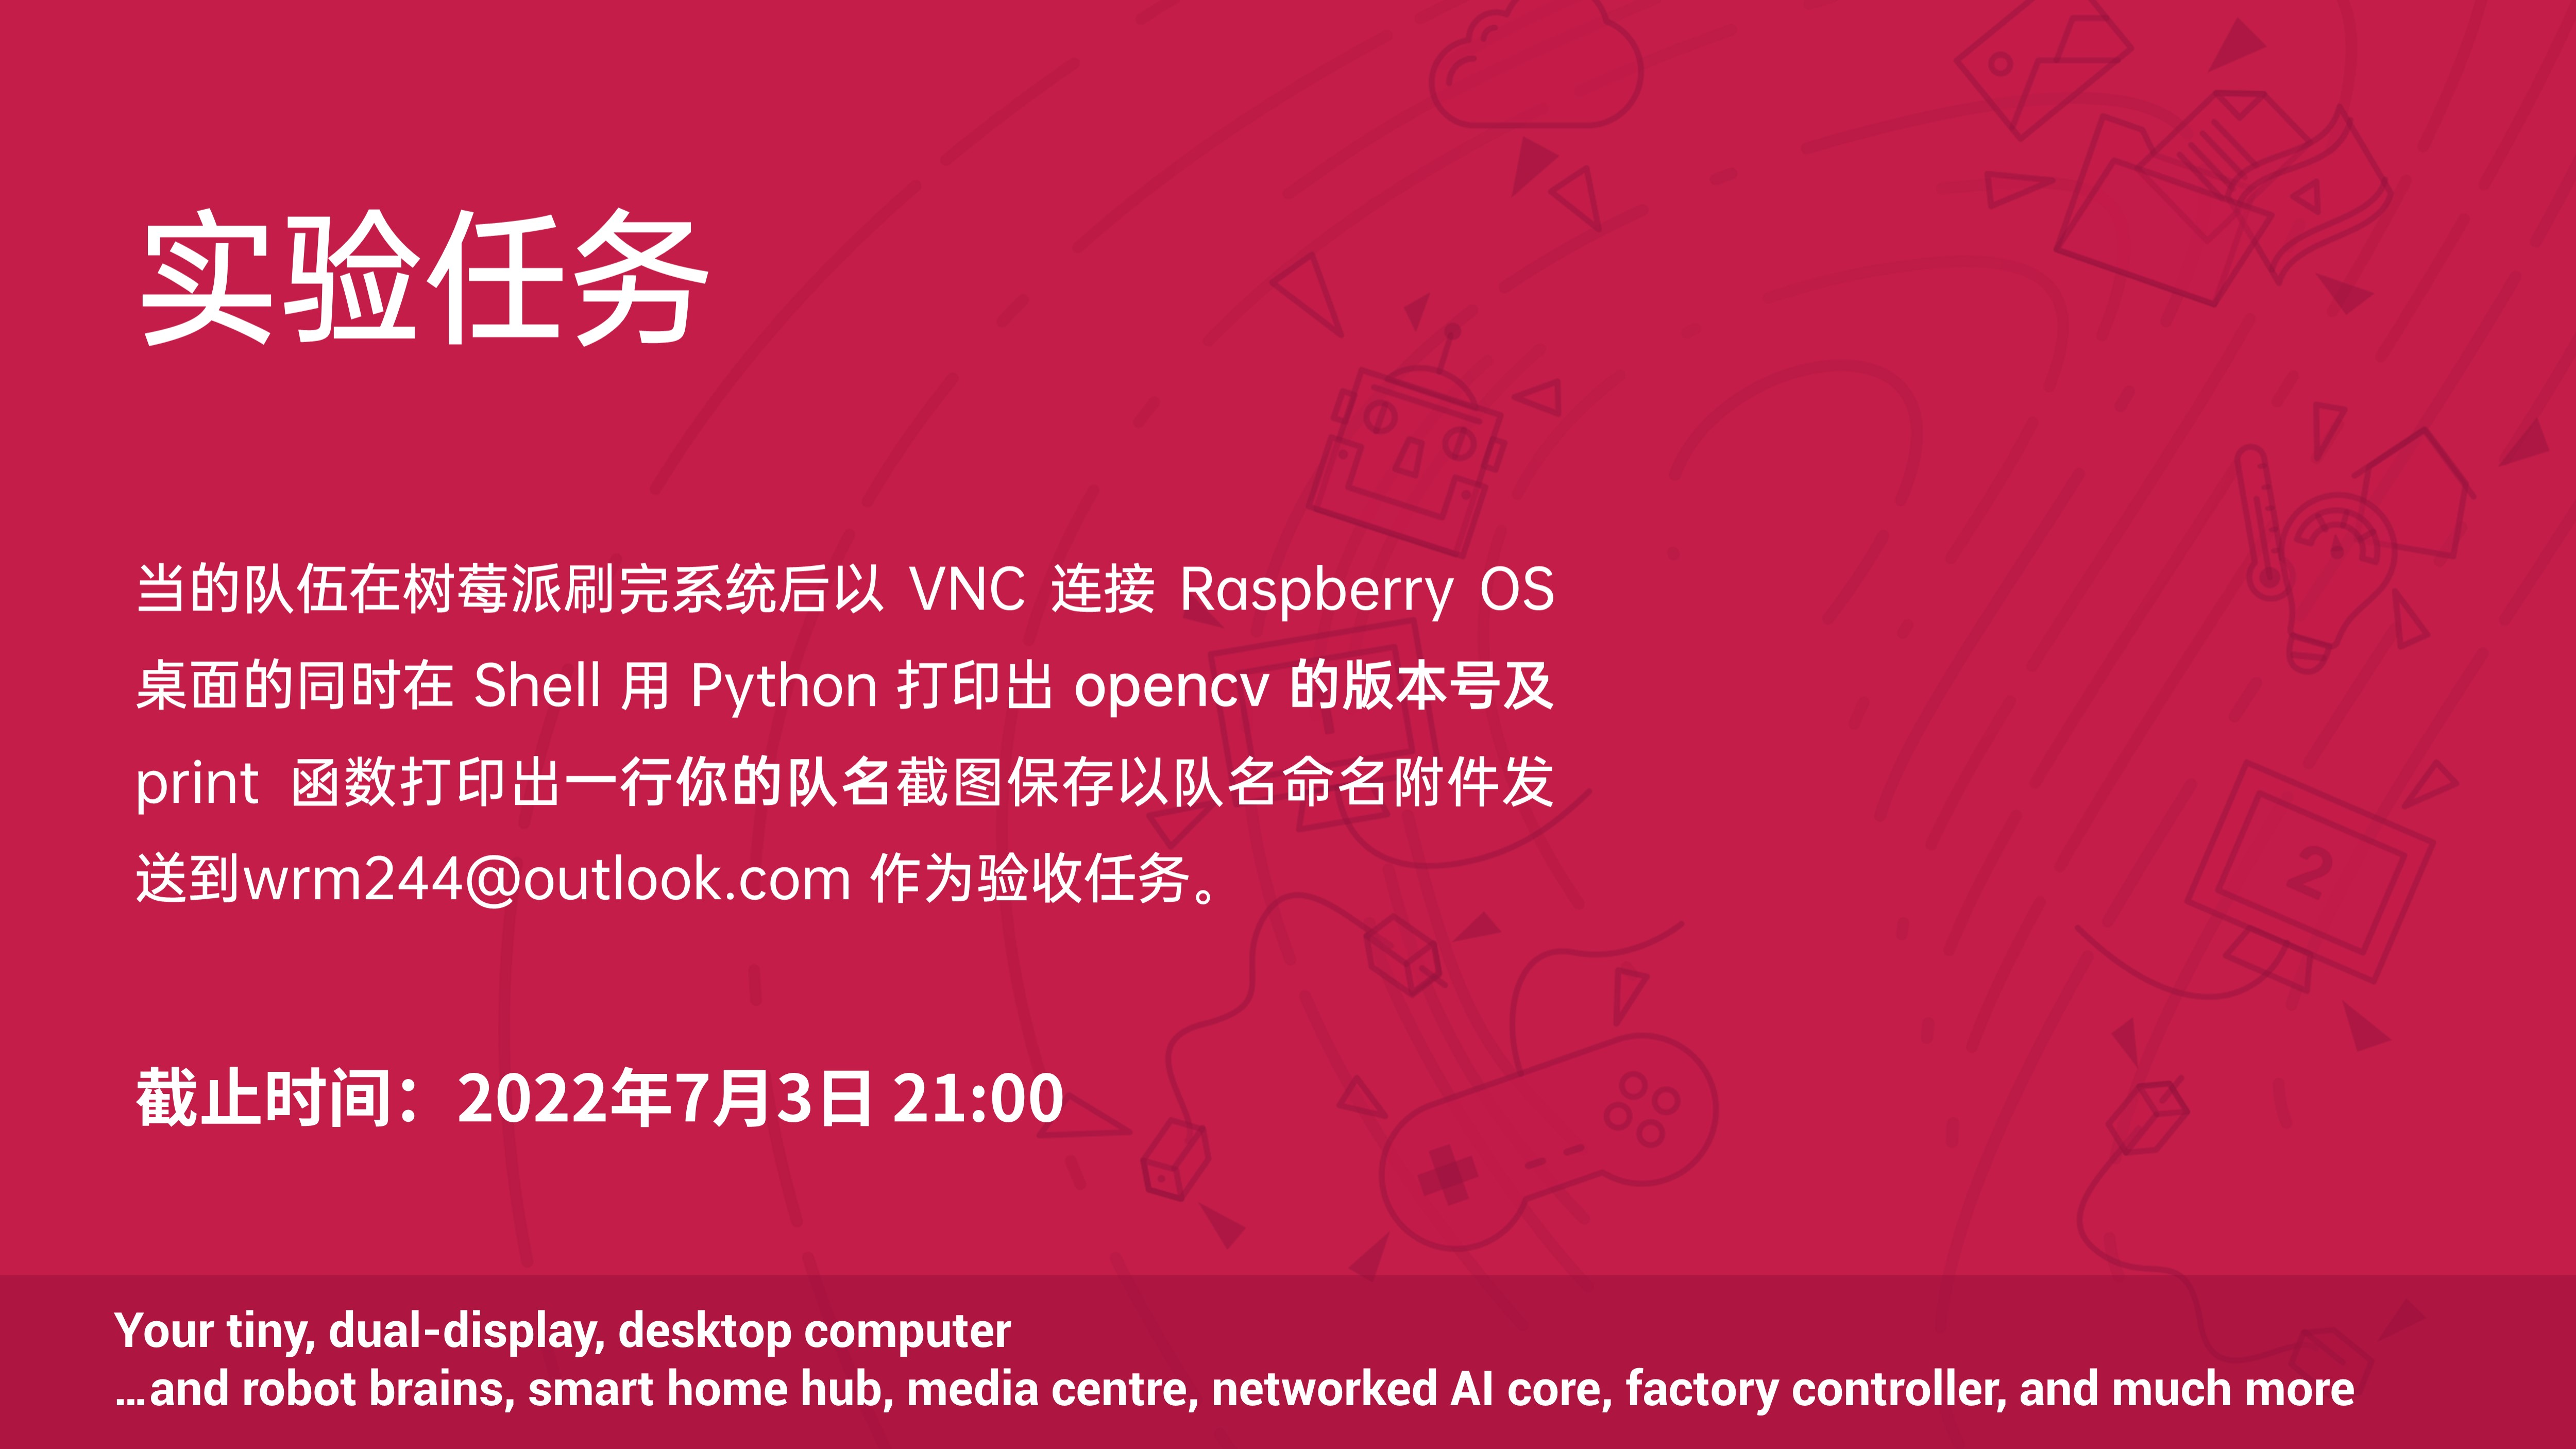 实验任务
当的队伍在树莓派刷完系统后以 VNC 连接 Raspberry OS
桌面的同时在 Shell 用 Python 打印出 opencv 的版本号及
print 函数打印出一行你的队名截图保存以队名命名附件发
送到wrm244@outlook.com 作为验收任务。
截止时间：2022年7月3日 21:00
2
Your tiny, dual-display, desktop computer
...and robot brains, smart home hub, media centre, networked AI core, factory controller, and much more